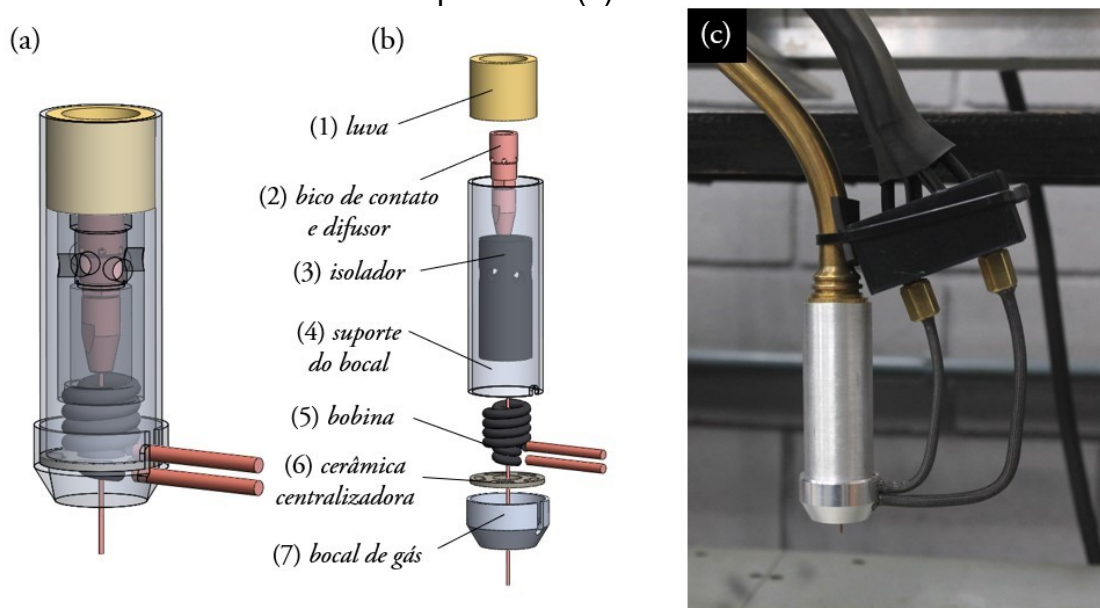 (a)
(b)
(c)
(1) luva
(2) bico de contato
e difusor
(3) isolador
(4) suporte
do bocal
(5) bobina
(6) cerâmica
centralizadora
(7) bocal de gás